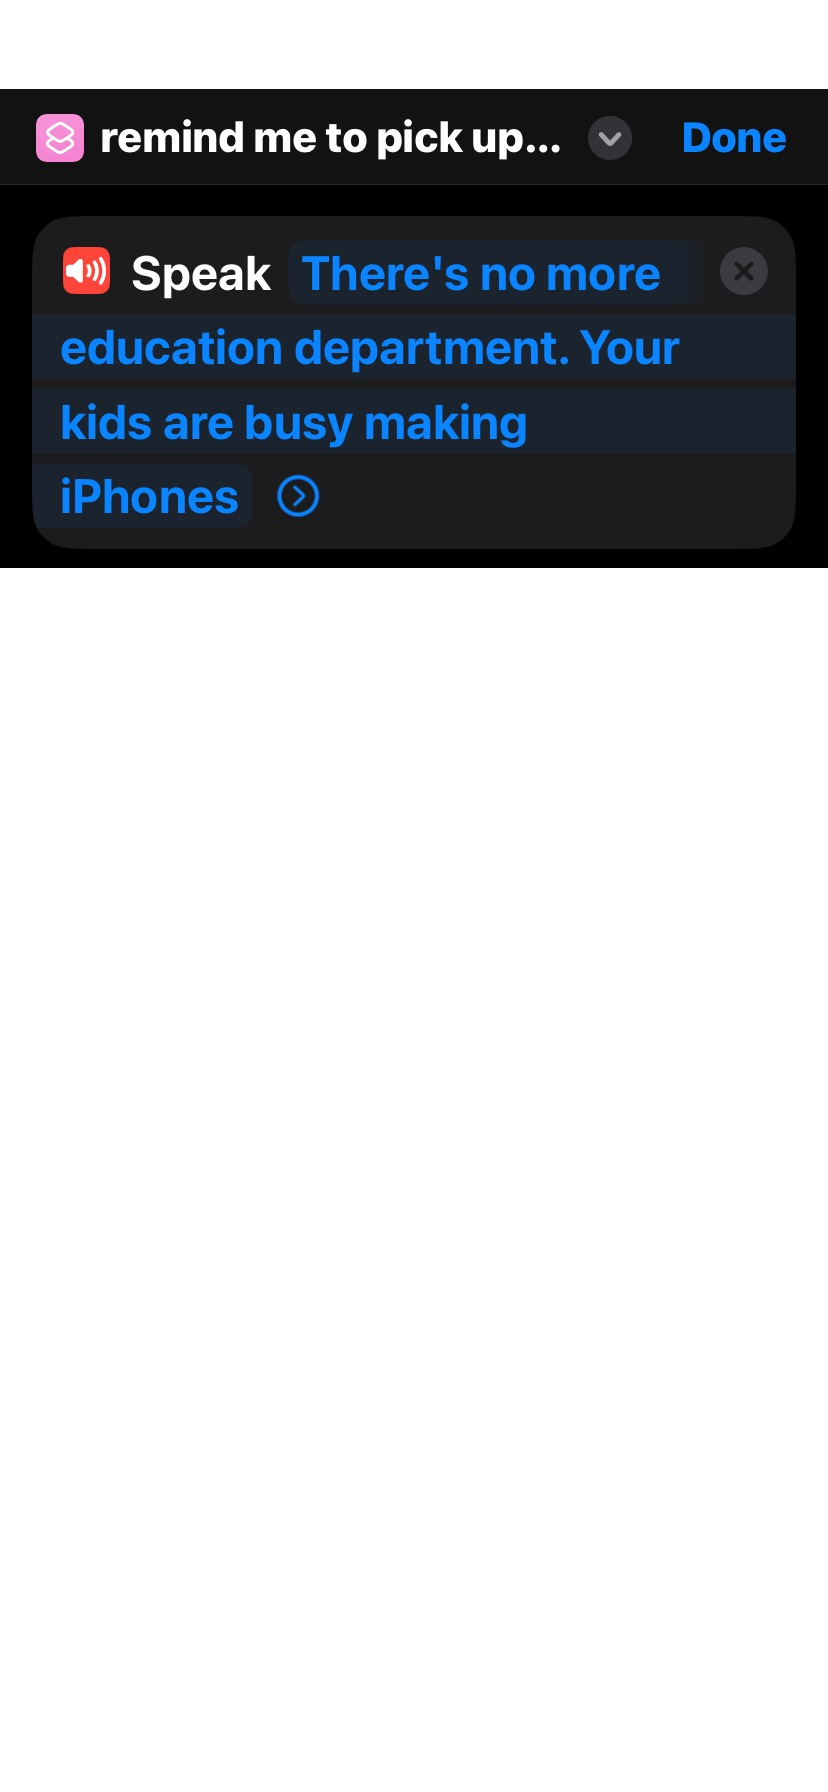 remind me to pick up...
Done
Speak There's no more
education department. Your
kids are busy making
iPhones